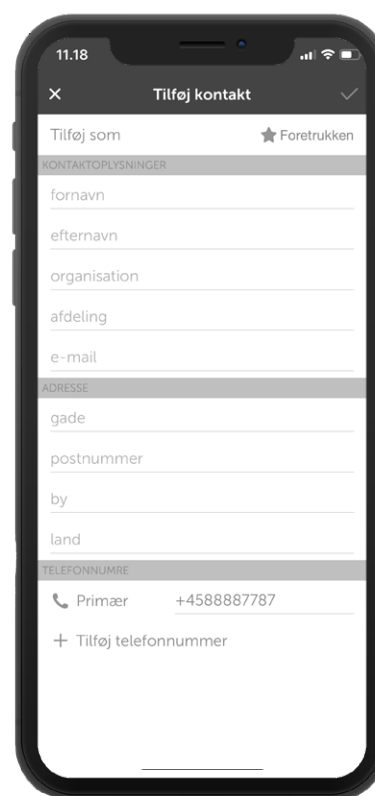 11.18
Tilføj kontakt
Tilføj som Foretrukken
KONTAKTOPLYSNINGER
fornavn
efternavn
organisation
afdeling
e-mail
ADRESSE
gade
postnummer
by
land
TELEFONNUMRE
Primær +4588887787
Tilføj telefonnummer